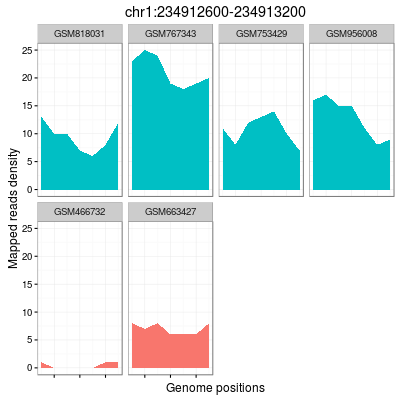 chr1:234912600-234913200
GSM818031 GSM767343 GSM753429 GSM956008
25
20
15
10
5
0
Mapped reads density
GSM466732 GSM663427
25
20
15
10
5
0
Genome positions